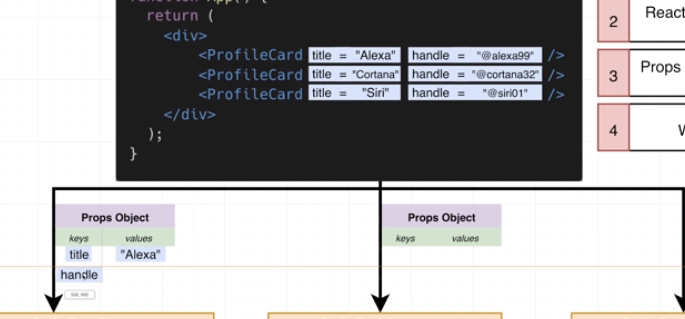 function App() {
return (
<div>
<ProfileCard title = "Alexa" handle = "@alexa99" />
<ProfileCard title = "Cortana" handle = "@cortana32" />
<ProfileCard title = "Siri" handle = "@siri01" />
</div>
);
}
2 React
3 Props
4 W
Props Object
keys values
title "Alexa"
handle
Props Object
keys values